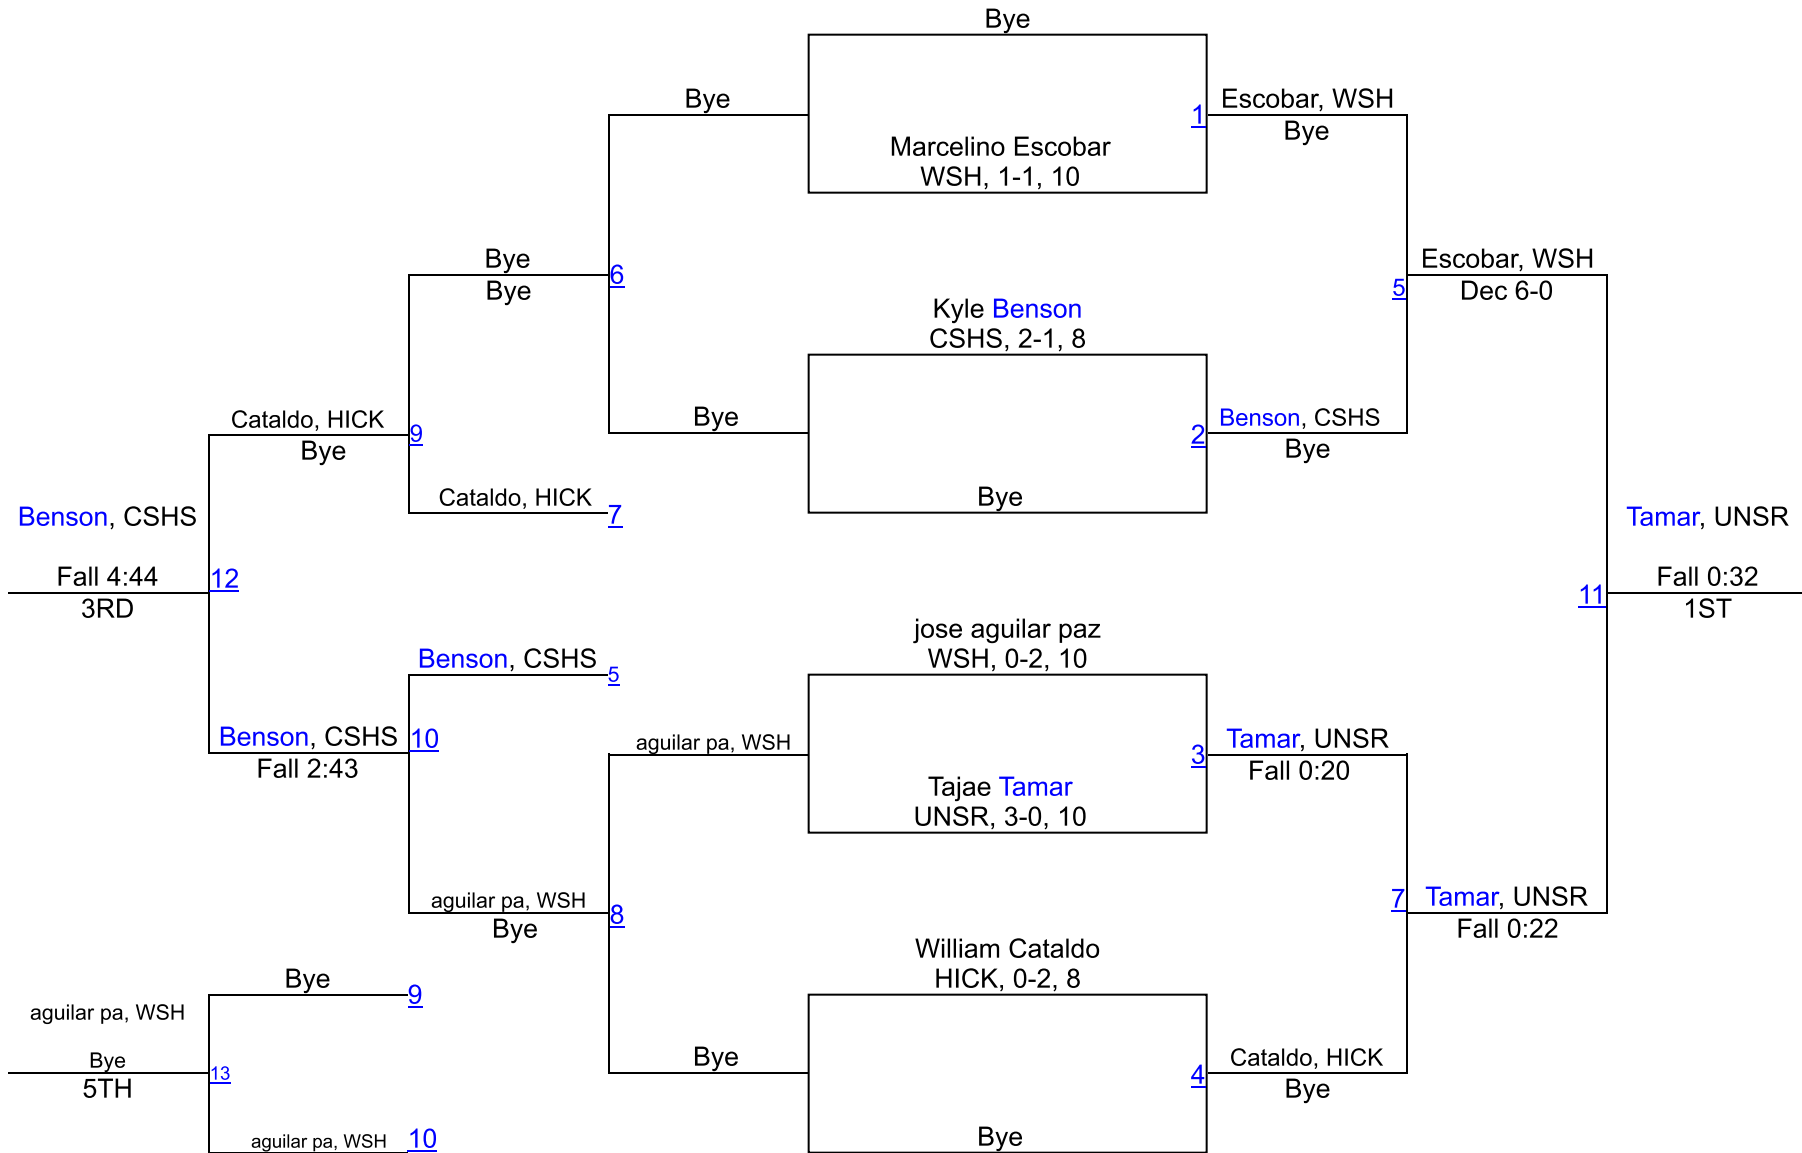 Bye
Bye
1
Escobar, WSH
Bye
Marcelino Escobar
WSH, 1-1, 10
Bye
Bye
6
Escobar, WSH
Dec 6-0
5
Kyle Benson
CSHS, 2-1, 8
Cataldo, HICK
Bye
9
Bye
2
Benson, CSHS
Bye
Cataldo, HICK
7
Bye
Benson, CSHS
Fall 4:44
3RD
12
Tamar, UNSR
Fall 0:32
1ST
11
jose aguilar paz
WSH, 0-2, 10
Benson, CSHS
5
Benson, CSHS
Fall 2:43
10
aguilar pa, WSH
3
Tamar, UNSR
Fall 0:20
Tajae Tamar
UNSR, 3-0, 10
aguilar pa, WSH
Bye
8
7
Tamar, UNSR
Fall 0:22
William Cataldo
HICK, 0-2, 8
Bye
9
aguilar pa, WSH
Bye
5TH
13
Bye
4
Cataldo, HICK
Bye
aguilar pa, WSH
10
Bye